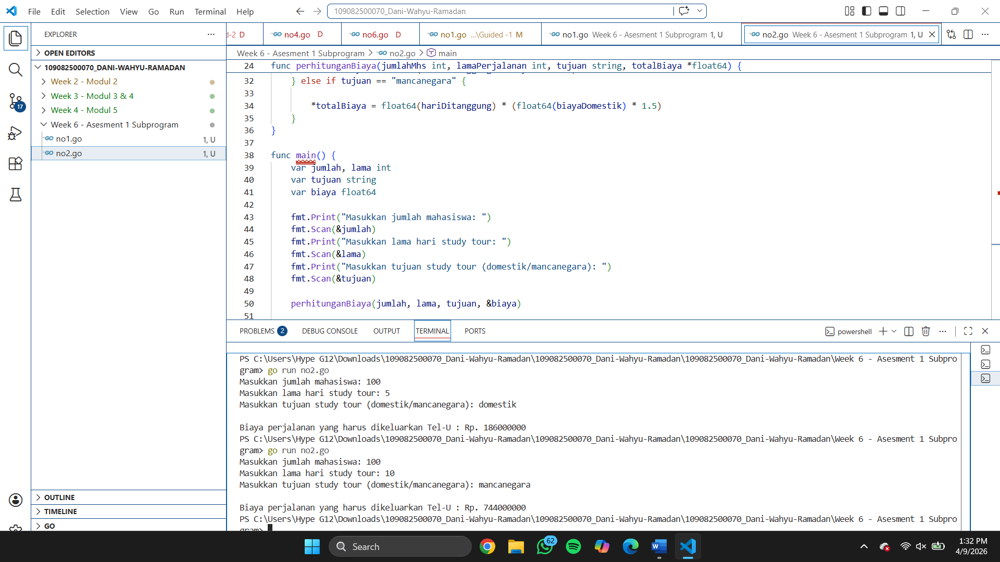 File Edit Selection View Go Run Terminal Help
109082500070_Dani-Wahyu-Ramadan
EXPLORER
d-2 D
no4.go D
no6.go D
no1.go ...\Guided -1 M
no1.go Week 6 - Asesment 1 Subprogram 1, U
no2.go Week 6 - Asesment 1 Subprogram 1, U
OPEN EDITORS
109082500070_DANI-WAHYU-RAMADAN
Week 2 - Modul 2
Week 3 - Modul 3 & 4
Week 4 - Modul 5
Week 6 - Asesment 1 Subprogram
no1.go 1, U
no2.go 1, U
17
OUTLINE
TIMELINE
GO
Week 6 - Asesment 1 Subprogram > no2.go > main
24 func perhitunganBiaya(jumlahMhs int, lamaPerjalanan int, tujuan string, totalBiaya *float64) {
32 } else if tujuan == "mancanegara" {
33
34 *totalBiaya = float64(hariDitanggung) * (float64(biayaDomestik) * 1.5)
35 }
36 }
37
38 func main() {
39 var jumlah, lama int
40 var tujuan string
41 var biaya float64
42
43 fmt.Print("Masukkan jumlah mahasiswa: ")
44 fmt.Scan(&jumlah)
45 fmt.Print("Masukkan lama hari study tour: ")
46 fmt.Scan(&lama)
47 fmt.Print("Masukkan tujuan study tour (domestik/mancanegara): ")
48 fmt.Scan(&tujuan)
49
50 perhitunganBiaya(jumlah, lama, tujuan, &biaya)
51
PROBLEMS 2 DEBUG CONSOLE OUTPUT TERMINAL PORTS
powershell
PS C:\Users\Hype G12\Downloads\109082500070_Dani-Wahyu-Ramadan\109082500070_Dani-Wahyu-Ramadan\109082500070_Dani-Wahyu-Ramadan\Week 6 - Asesment 1 Subpro
gram> go run no2.go
Masukkan jumlah mahasiswa: 100
Masukkan lama hari study tour: 5
Masukkan tujuan study tour (domestik/mancanegara): domestik
Biaya perjalanan yang harus dikeluarkan Tel-U : Rp. 186000000
PS C:\Users\Hype G12\Downloads\109082500070_Dani-Wahyu-Ramadan\109082500070_Dani-Wahyu-Ramadan\109082500070_Dani-Wahyu-Ramadan\Week 6 - Asesment 1 Subpro
gram> go run no2.go
Masukkan jumlah mahasiswa: 100
Masukkan lama hari study tour: 10
Masukkan tujuan study tour (domestik/mancanegara): mancanegara
Biaya perjalanan yang harus dikeluarkan Tel-U : Rp. 744000000
PS C:\Users\Hype G12\Downloads\109082500070_Dani-Wahyu-Ramadan\109082500070_Dani-Wahyu-Ramadan\109082500070_Dani-Wahyu-Ramadan\Week 6 - Asesment 1 Subpro
gram>
Search
62
1:32 PM
4/9/2026